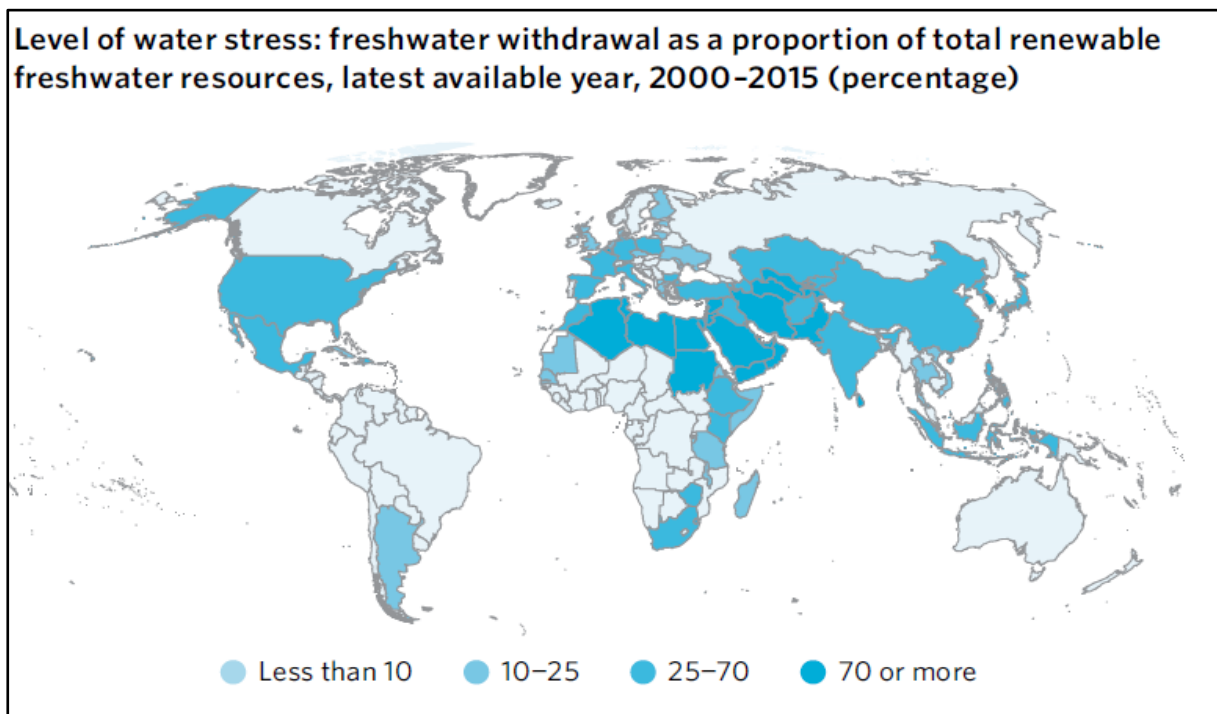 Level of water stress: freshwater withdrawal as a proportion of total renewable
freshwater resources, latest available year, 2000–2015 (percentage)
Less than 10 10–25 25–70 70 or more